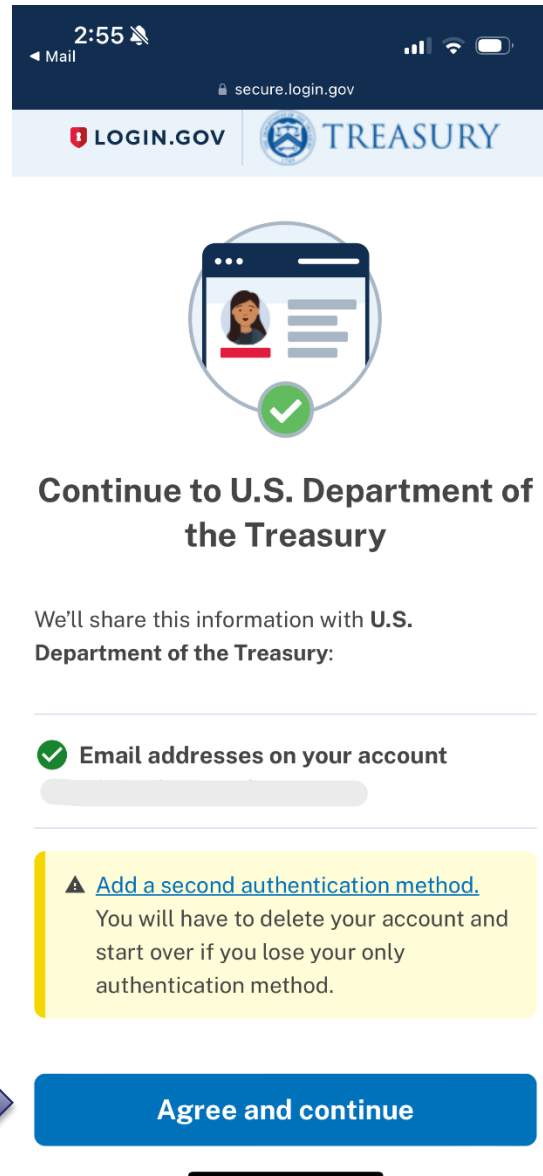 2:55
◀ Mail
secure.login.gov
LOGIN.GOV
TREASURY
Continue to U.S. Department of
the Treasury
We’ll share this information with U.S.
Department of the Treasury:
Email addresses on your account
Add a second authentication method.
You will have to delete your account and
start over if you lose your only
authentication method.
Agree and continue